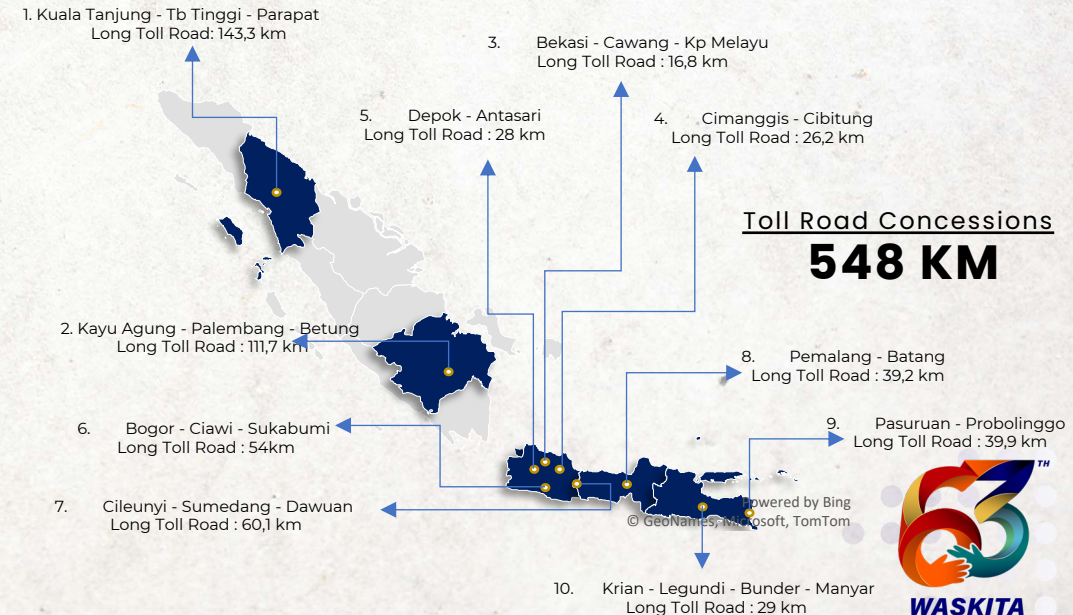 1. Kuala Tanjung - Tb Tinggi - Parapat
Long Toll Road: 143,3 km
3. Bekasi - Cawang - Kp Melayu
Long Toll Road : 16,8 km
5. Depok - Antasari
Long Toll Road : 28 km
4. Cimanggis - Cibitung
Long Toll Road : 26,2 km
Toll Road Concessions
548 KM
2. Kayu Agung - Palembang - Betung
Long Toll Road : 111,7 km
8. Pemalang - Batang
Long Toll Road : 39,2 km
6. Bogor - Ciawi - Sukabumi
Long Toll Road : 54km
9. Pasuruan - Probolinggo
Long Toll Road : 39,9 km
7. Cileunyi - Sumedang - Dawuan
Long Toll Road : 60,1 km
Powered by Bing
© GeoNames, Microsoft, TomTom
10. Krian - Legundi - Bunder - Manyar
Long Toll Road : 29 km
63 TH
WASKITA